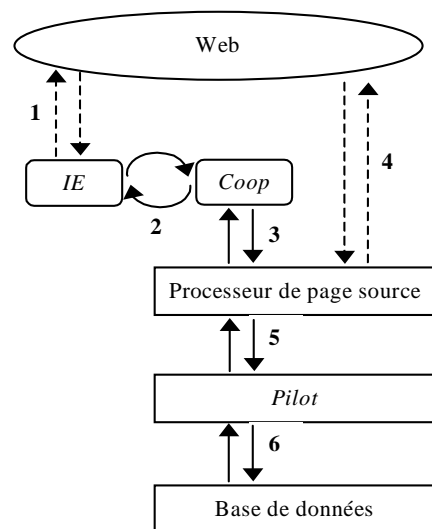 Web
1
4
IE
Coop
2
3
Processeur de page source
5
Pilot
6
Base de données